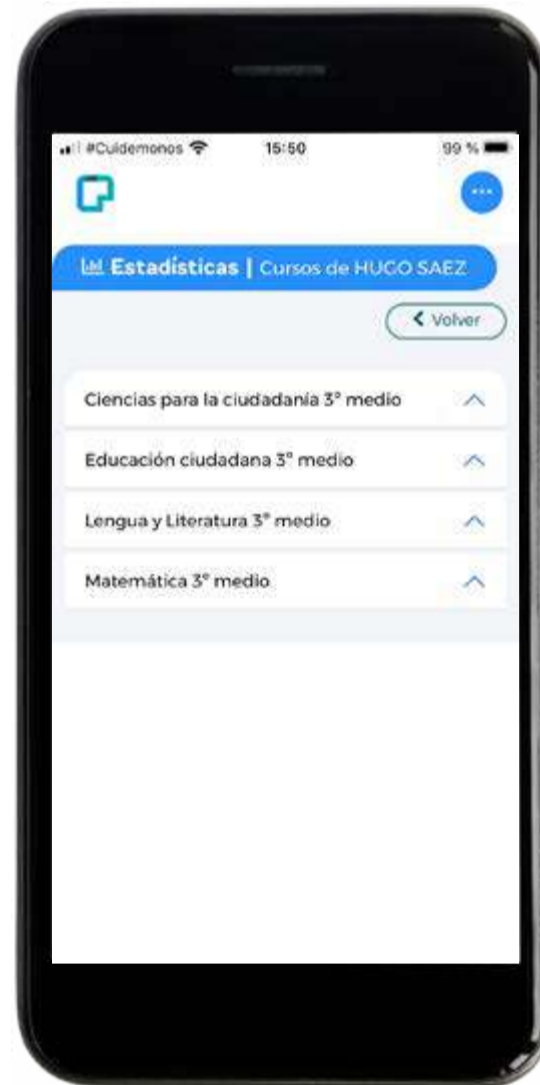 #Cuidemonos 15:50 99 %
Estadísticas | Cursos de HUGO SAEZ
Volver
Ciencias para la ciudadanía 3° medio
Educación ciudadana 3° medio
Lengua y Literatura 3° medio
Matemática 3° medio